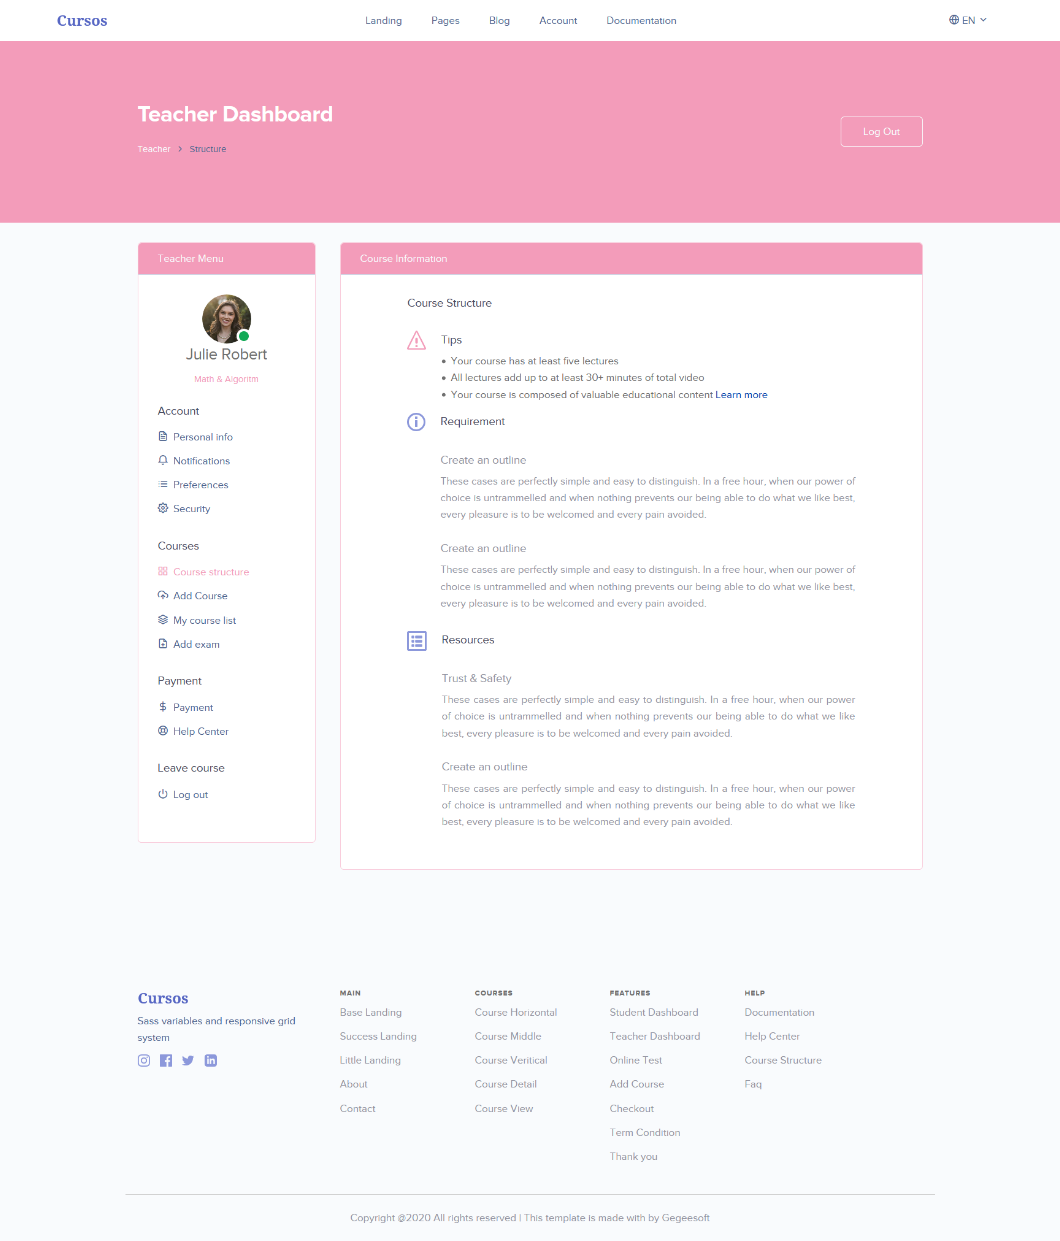 Cursos
Landing
Pages
Blog
Account
Documentation
EN
Teacher Dashboard
Teacher
Structure
Log Out
Teacher Menu
Julie Robert
Math & Algoritm
Account
Personal info
Notifications
Preferences
Security
Courses
Course structure
Add Course
My course list
Add exam
Payment
Payment
Help Center
Leave course
Log out
Course Information
Course Structure
Tips
Your course has at least five lectures
All lectures add up to at least 30+ minutes of total video
Your course is composed of valuable educational content Learn more
Requirement
Create an outline
These cases are perfectly simple and easy to distinguish. In a free hour, when our power of
choice is untrammelled and when nothing prevents our being able to do what we like best,
every pleasure is to be welcomed and every pain avoided.
Create an outline
These cases are perfectly simple and easy to distinguish. In a free hour, when our power of
choice is untrammelled and when nothing prevents our being able to do what we like best,
every pleasure is to be welcomed and every pain avoided.
Resources
Trust & Safety
These cases are perfectly simple and easy to distinguish. In a free hour, when our power
of choice is untrammelled and when nothing prevents our being able to do what we like
best, every pleasure is to be welcomed and every pain avoided.
Create an outline
These cases are perfectly simple and easy to distinguish. In a free hour, when our power
of choice is untrammelled and when nothing prevents our being able to do what we like
best, every pleasure is to be welcomed and every pain avoided.
Cursos
Sass variables and responsive grid
system
MAIN
Base Landing
Success Landing
Little Landing
About
Contact
COURSES
Course Horizontal
Course Middle
Course Veritical
Course Detail
Course View
FEATURES
Student Dashboard
Teacher Dashboard
Online Test
Add Course
Checkout
Term Condition
Thank you
HELP
Documentation
Help Center
Course Structure
Faq
Copyright @2020 All rights reserved | This template is made with by Gegeesoft